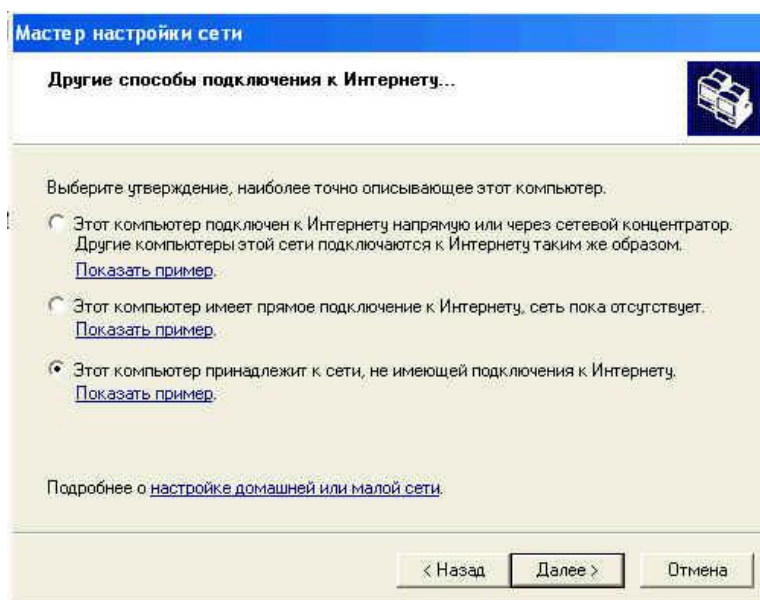 Мастер настройки сети
Другие способы подключения к Интернету...
Выберите утверждение, наиболее точно описывающее этот компьютер.
Этот компьютер подключен к Интернету напрямую или через сетевой концентратор.
Другие компьютеры этой сети подключаются к Интернету таким же образом.
Показать пример.
Этот компьютер имеет прямое подключение к Интернету, сеть пока отсутствует.
Показать пример.
Этот компьютер принадлежит к сети, не имеющей подключения к Интернету.
Показать пример.
Подробнее о настройке домашней или малой сети.
< Назад
Далее >
Отмена